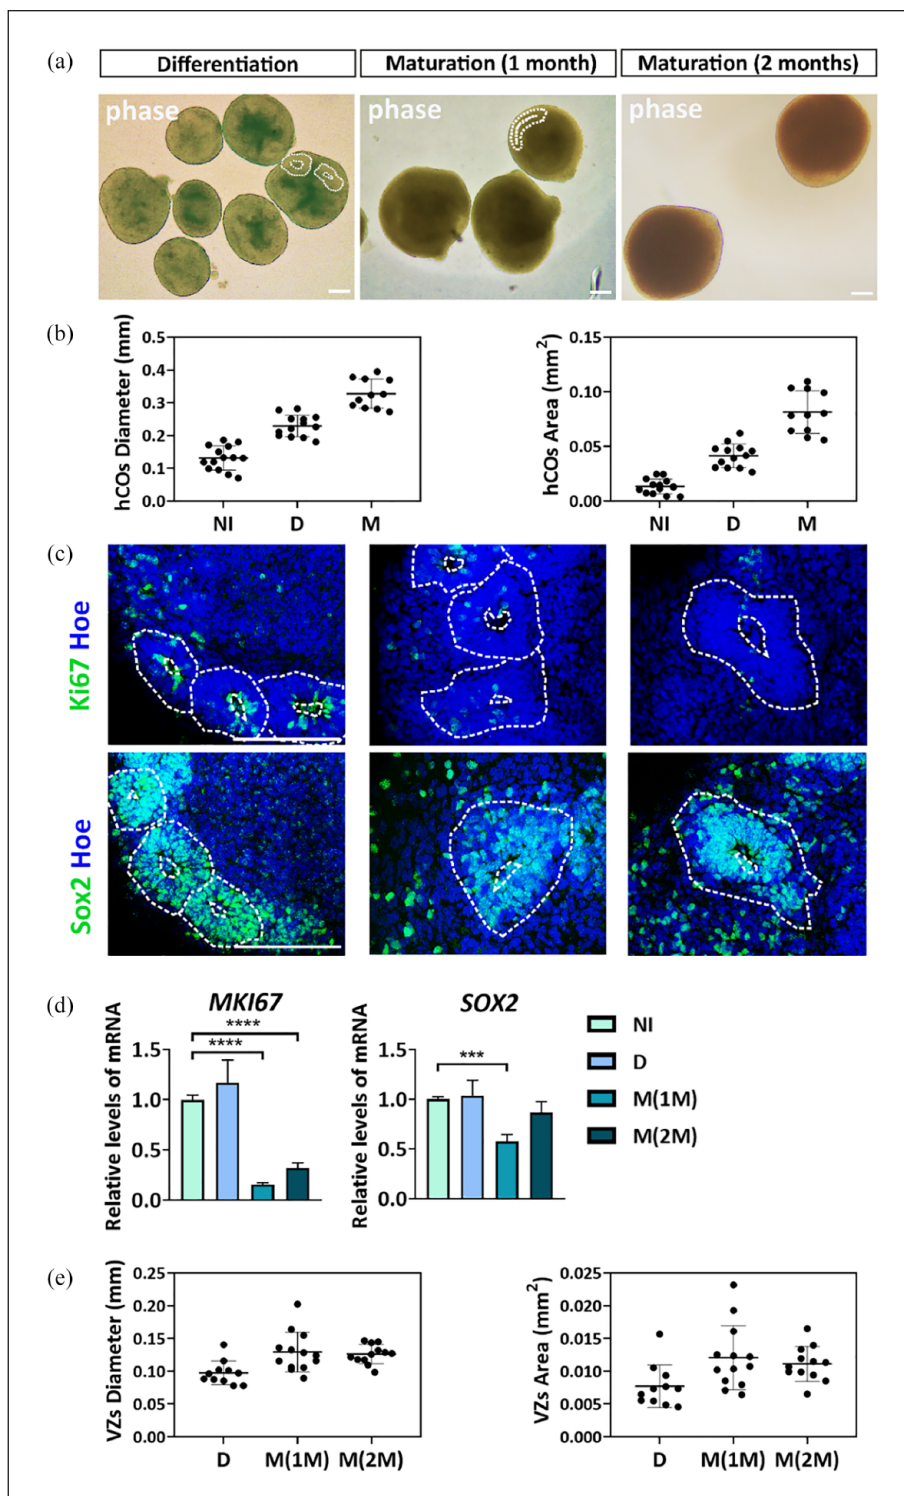 (a)
Differentiation
Maturation (1 month)
Maturation (2 months)
phase
phase
phase
(b)
hCOs Diameter (mm)
0.5
0.4
0.3
0.2
0.1
0.0
NI
D
M
hCOs Area (mm²)
0.15
0.10
0.05
0.00
NI
D
M
(c)
Ki67 Hoe
Sox2 Hoe
(d)
MKI67
Relative levels of mRNA
1.5
1.0
0.5
0.0
****
****
SOX2
Relative levels of mRNA
1.5
1.0
0.5
0.0
***
NI
D
M(1M)
M(2M)
(e)
VZs Diameter (mm)
0.25
0.20
0.15
0.10
0.05
0.00
D
M(1M)
M(2M)
VZs Area (mm²)
0.025
0.020
0.015
0.010
0.005
0.000
D
M(1M)
M(2M)